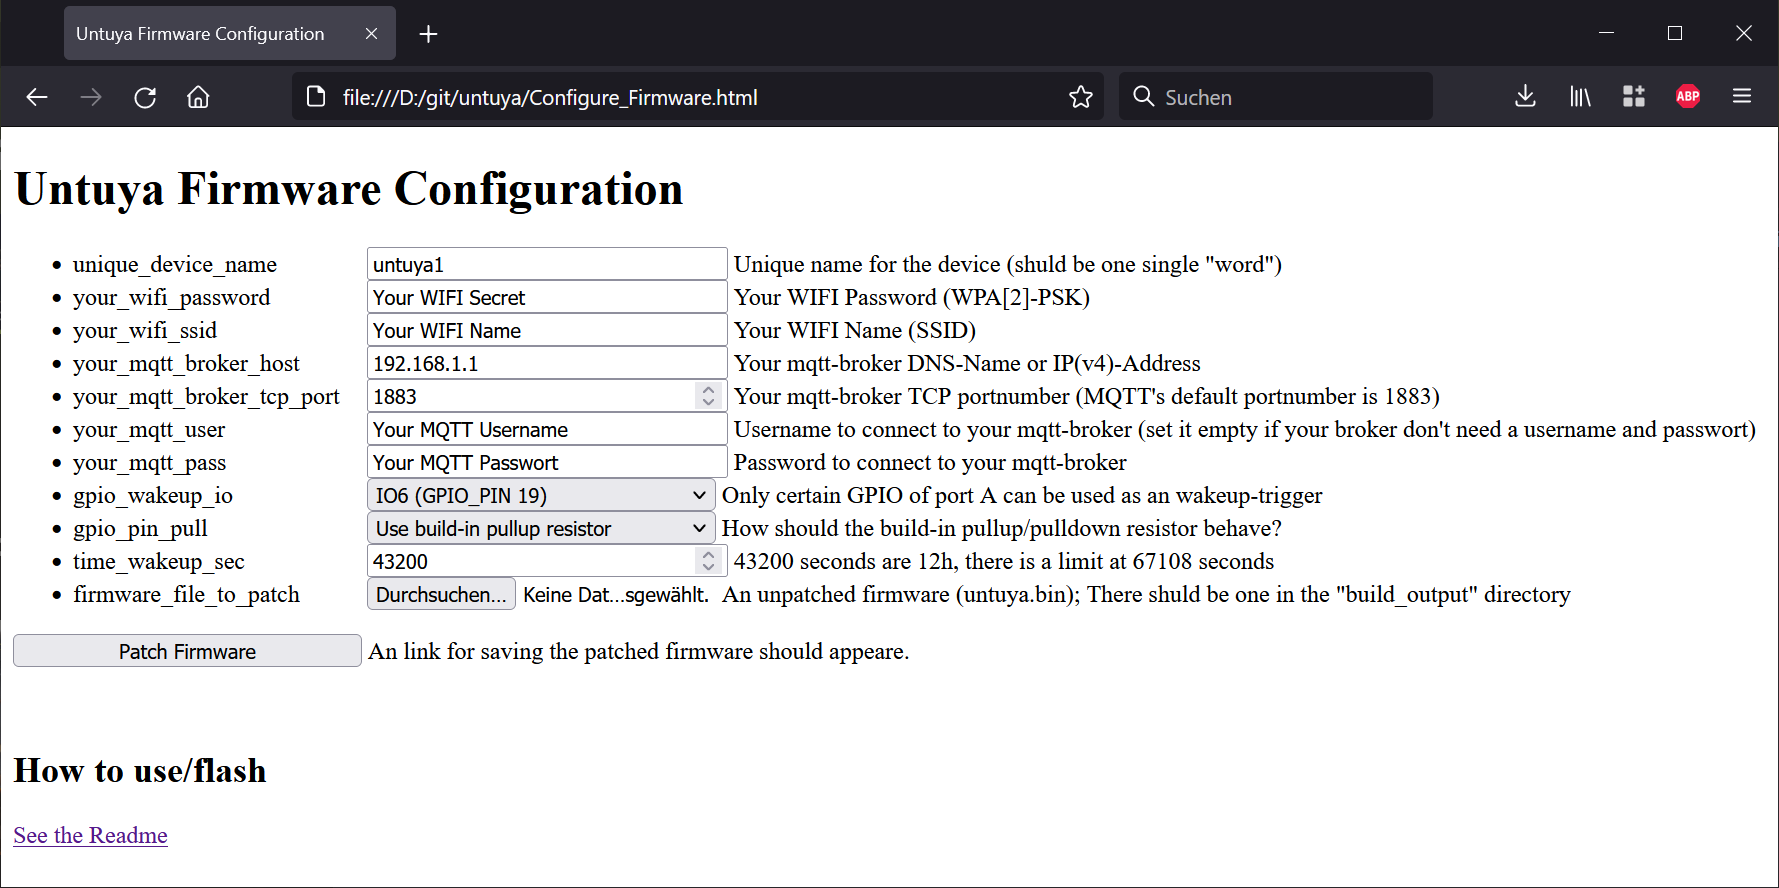 Untuya Firmware Configuration
file:///D:/git/untuya/Configure_Firmware.html
Suchen
ABP
Untuya Firmware Configuration
• unique_device_name untuya1 Unique name for the device (shuld be one single "word")
• your_wifi_password Your WIFI Secret Your WIFI Password (WPA[2]-PSK)
• your_wifi_ssid Your WIFI Name Your WIFI Name (SSID)
• your_mqtt_broker_host 192.168.1.1 Your mqtt-broker DNS-Name or IP(v4)-Address
• your_mqtt_broker_tcp_port 1883 Your mqtt-broker TCP portnumber (MQTT's default portnumber is 1883)
• your_mqtt_user Your MQTT Username Username to connect to your mqtt-broker (set it empty if your broker don't need a username and passwort)
• your_mqtt_pass Your MQTT Passwort Password to connect to your mqtt-broker
• gpio_wakeup_io IO6 (GPIO_PIN 19) Only certain GPIO of port A can be used as an wakeup-trigger
• gpio_pin_pull Use build-in pullup resistor How should the build-in pullup/pulldown resistor behave?
• time_wakeup_sec 43200 43200 seconds are 12h, there is a limit at 67108 seconds
• firmware_file_to_patch Durchsuchen... Keine Dat...sgewählt. An unpatched firmware (untuya.bin); There shuld be one in the "build_output" directory
Patch Firmware An link for saving the patched firmware should appeare.
How to use/flash
See the Readme